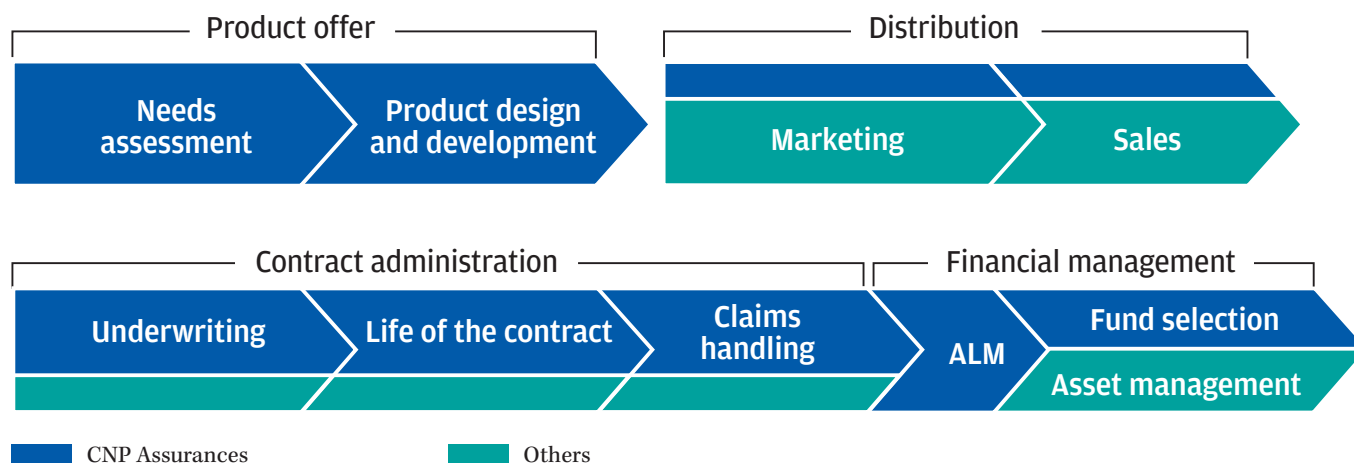 Product offer
Distribution
Needs
assessment
Product design
and development
Marketing
Sales
Contract administration
Financial management
Underwriting
Life of the contract
Claims
handling
ALM
Fund selection
Asset management
CNP Assurances
Others